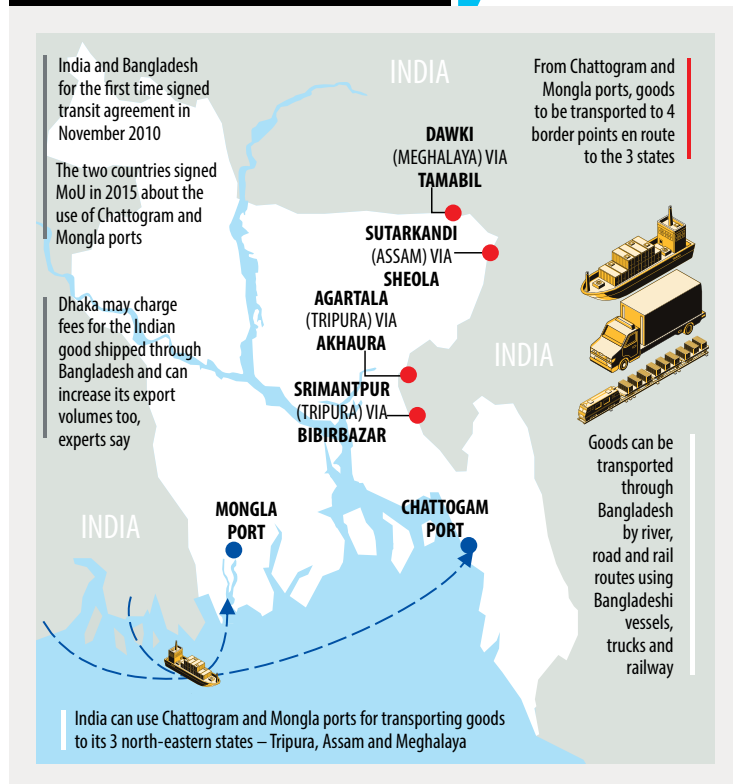 India and Bangladesh
for the first time signed
transit agreement in
November 2010
The two countries signed
MoU in 2015 about the
use of Chattogram and
Mongla ports
Dhaka may charge
fees for the Indian
good shipped through
Bangladesh and can
increase its export
volumes too,
experts say
INDIA
From Chattogram and
Mongla ports, goods
to be transported to 4
border points en route
to the 3 states
DAWKI
(MEGHALAYA) VIA
TAMABIL
SUTARKANDI
(ASSAM) VIA
SHEOLA
AGARTALA
(TRIPURA) VIA
AKHAURA
SRIMANTPUR
(TRIPURA) VIA
BIBIRBAZAR
INDIA
Goods can be
transported
through
Bangladesh
by river,
road and rail
routes using
Bangladeshi
vessels,
trucks and
railway
INDIA
MONGLA
PORT
CHATTOGAM
PORT
India can use Chattogram and Mongla ports for transporting goods
to its 3 north-eastern states – Tripura, Assam and Meghalaya